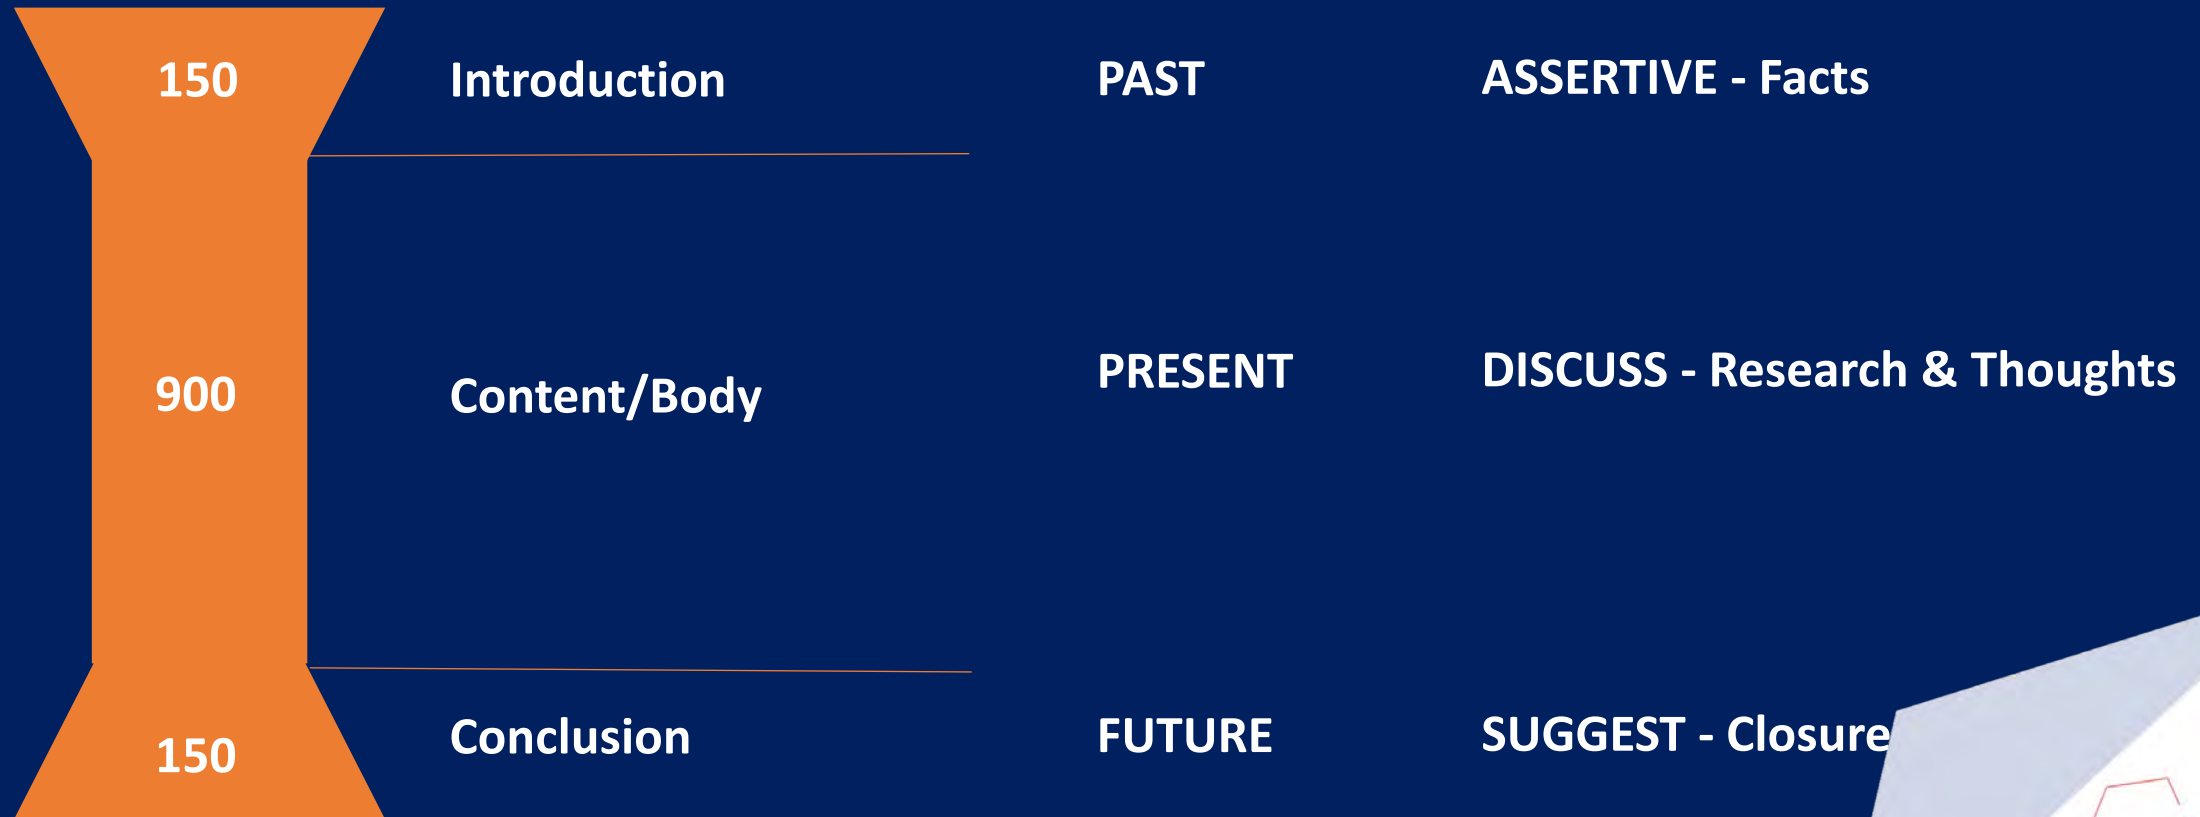 150 Introduction PAST ASSERTIVE - Facts
900 Content/Body PRESENT DISCUSS - Research & Thoughts
150 Conclusion FUTURE SUGGEST - Closure